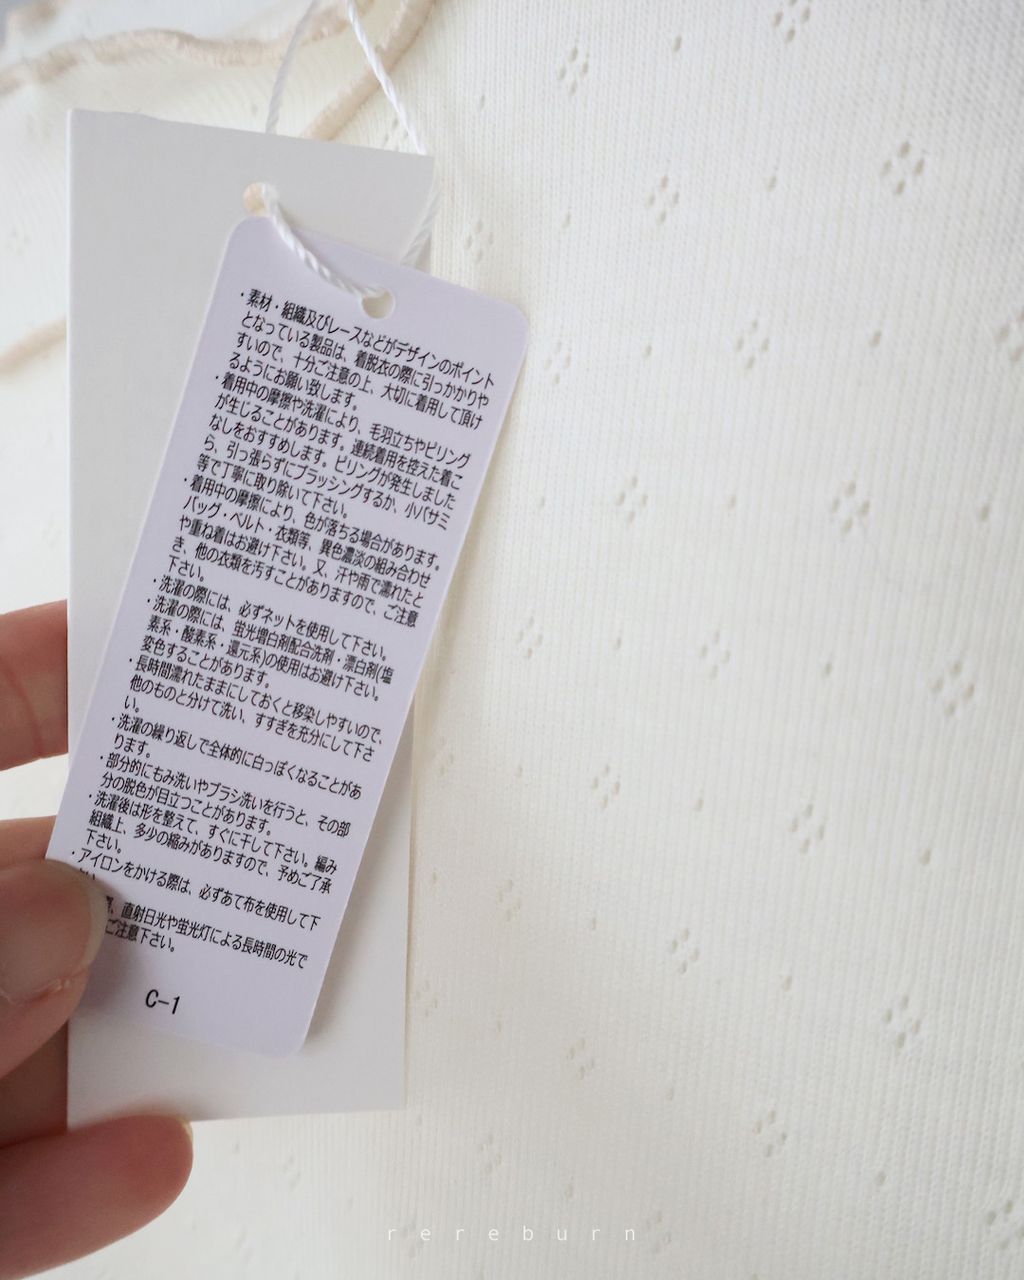 ・素材・組織及びレースなどがデザインのポイント
となっている製品は、着脱衣の際に引っかかりや
すいので、十分ご注意の上、大切に着用して頂け
るようにお願い致します。
・着用中の摩擦や洗濯により、毛羽立ちやピリング
が生じることがあります。連続着用を控えた着こ
なしをおすすめします。ピリングが発生しました
ら、引っ張らずにブラッシングするか、小バサミ
等で丁寧に取り除いて下さい。
・着用中の摩擦により、色が落ちる場合があります。
バッグ・ベルト・衣類等、異色濃淡の組み合わせ
や重ね着はお避け下さい。又、汗や雨で濡れたと
き、他の衣類を汚すことがありますので、ご注意
下さい。
・洗濯の際には、必ずネットを使用して下さい。
・洗濯の際には、蛍光増白剤配合洗剤・漂白剤(塩
素系・酸素系・還元系)の使用はお避け下さい。
変色することがあります。
・長時間濡れたままにしておくと移染しやすいので、
他のものと分けて洗い、すすぎを充分にして下さ
い。
・洗濯の繰り返しで全体的に白っぽくなることがあ
ります。
・部分的にもみ洗いやブラシ洗いを行うと、その部
分の脱色が目立つことがあります。
・洗濯後は形を整えて、すぐに干して下さい。編み
組織上、多少の縮みがありますので、予めご了承
下さい。
・アイロンをかける際は、必ずあて布を使用して下
、直射日光や蛍光灯による長時間の光で
ご注意下さい。
C-1
rereburn